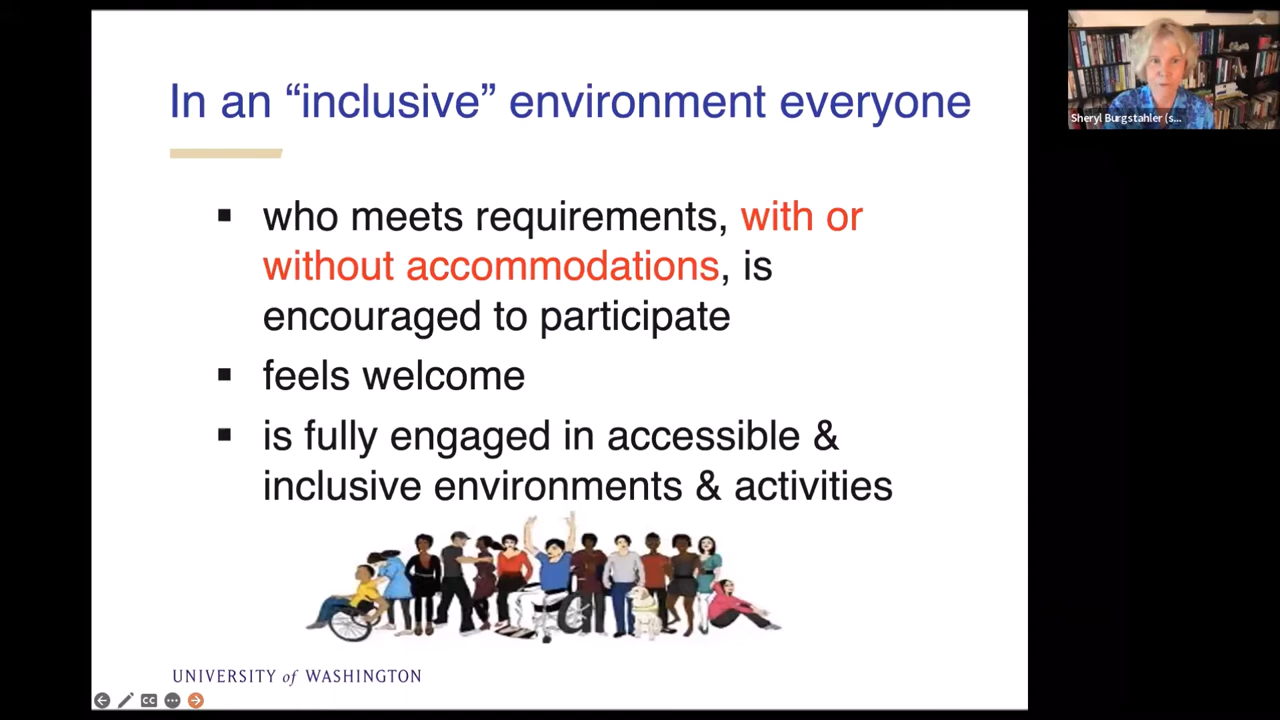 In an “inclusive” environment everyone
▪ who meets requirements, with or
without accommodations, is
encouraged to participate
▪ feels welcome
▪ is fully engaged in accessible &
inclusive environments & activities
UNIVERSITY of WASHINGTON
CC
Sheryl Burgstahler (s...